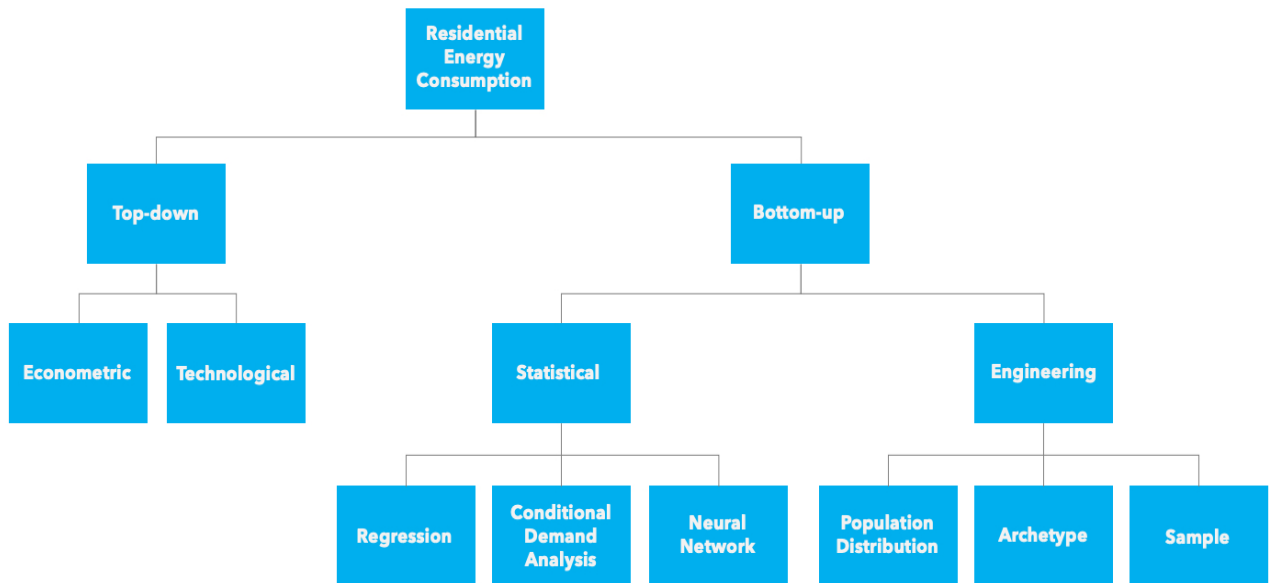 Residential
Energy
Consumption
Top-down
Bottom-up
Econometric
Technological
Statistical
Engineering
Regression
Conditional
Demand
Analysis
Neural
Network
Population
Distribution
Archetype
Sample